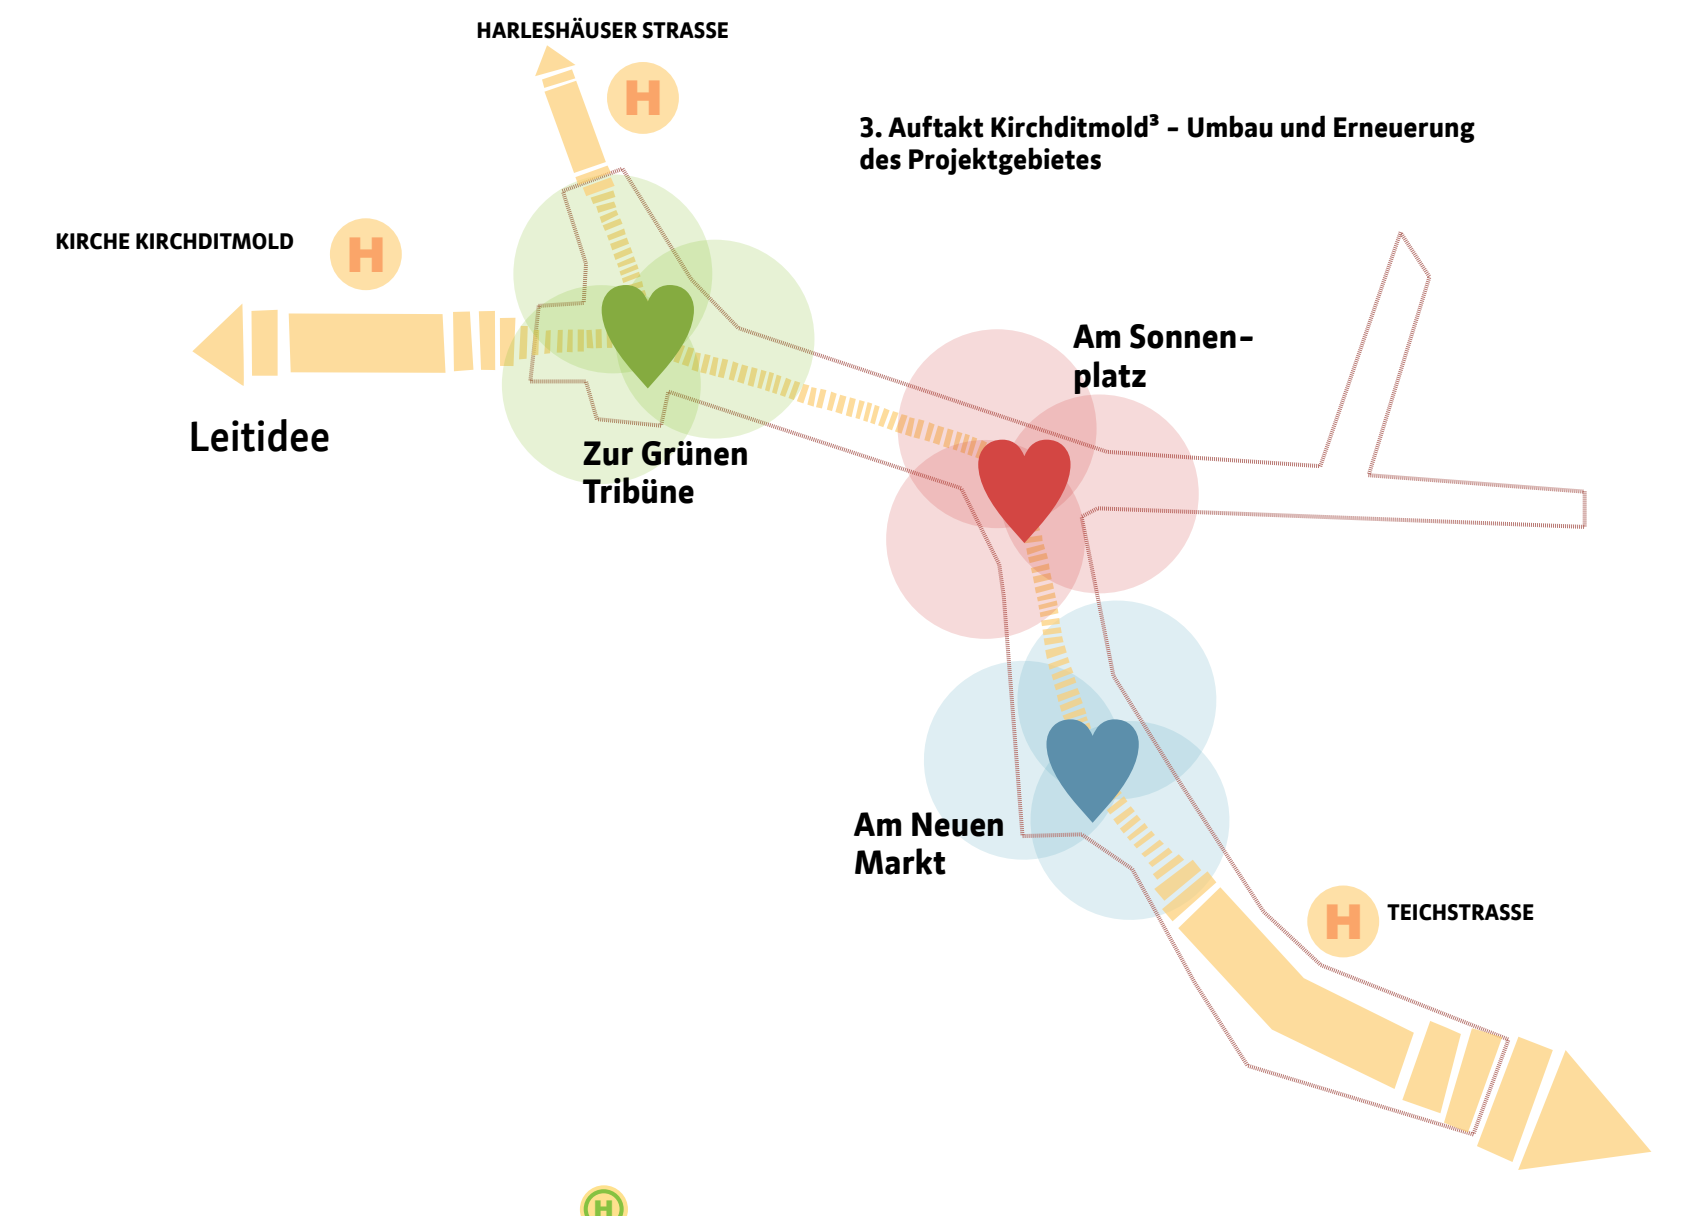 HARLESHÄUSER STRASSE
H
3. Auftakt Kirchditmold³ – Umbau und Erneuerung
des Projektgebietes
KIRCHE KIRCHDITMOLD
H
Am Sonnen-
platz
Leitidee
Zur Grünen
Tribüne
Am Neuen
Markt
H
TEICHSTRASSE
H